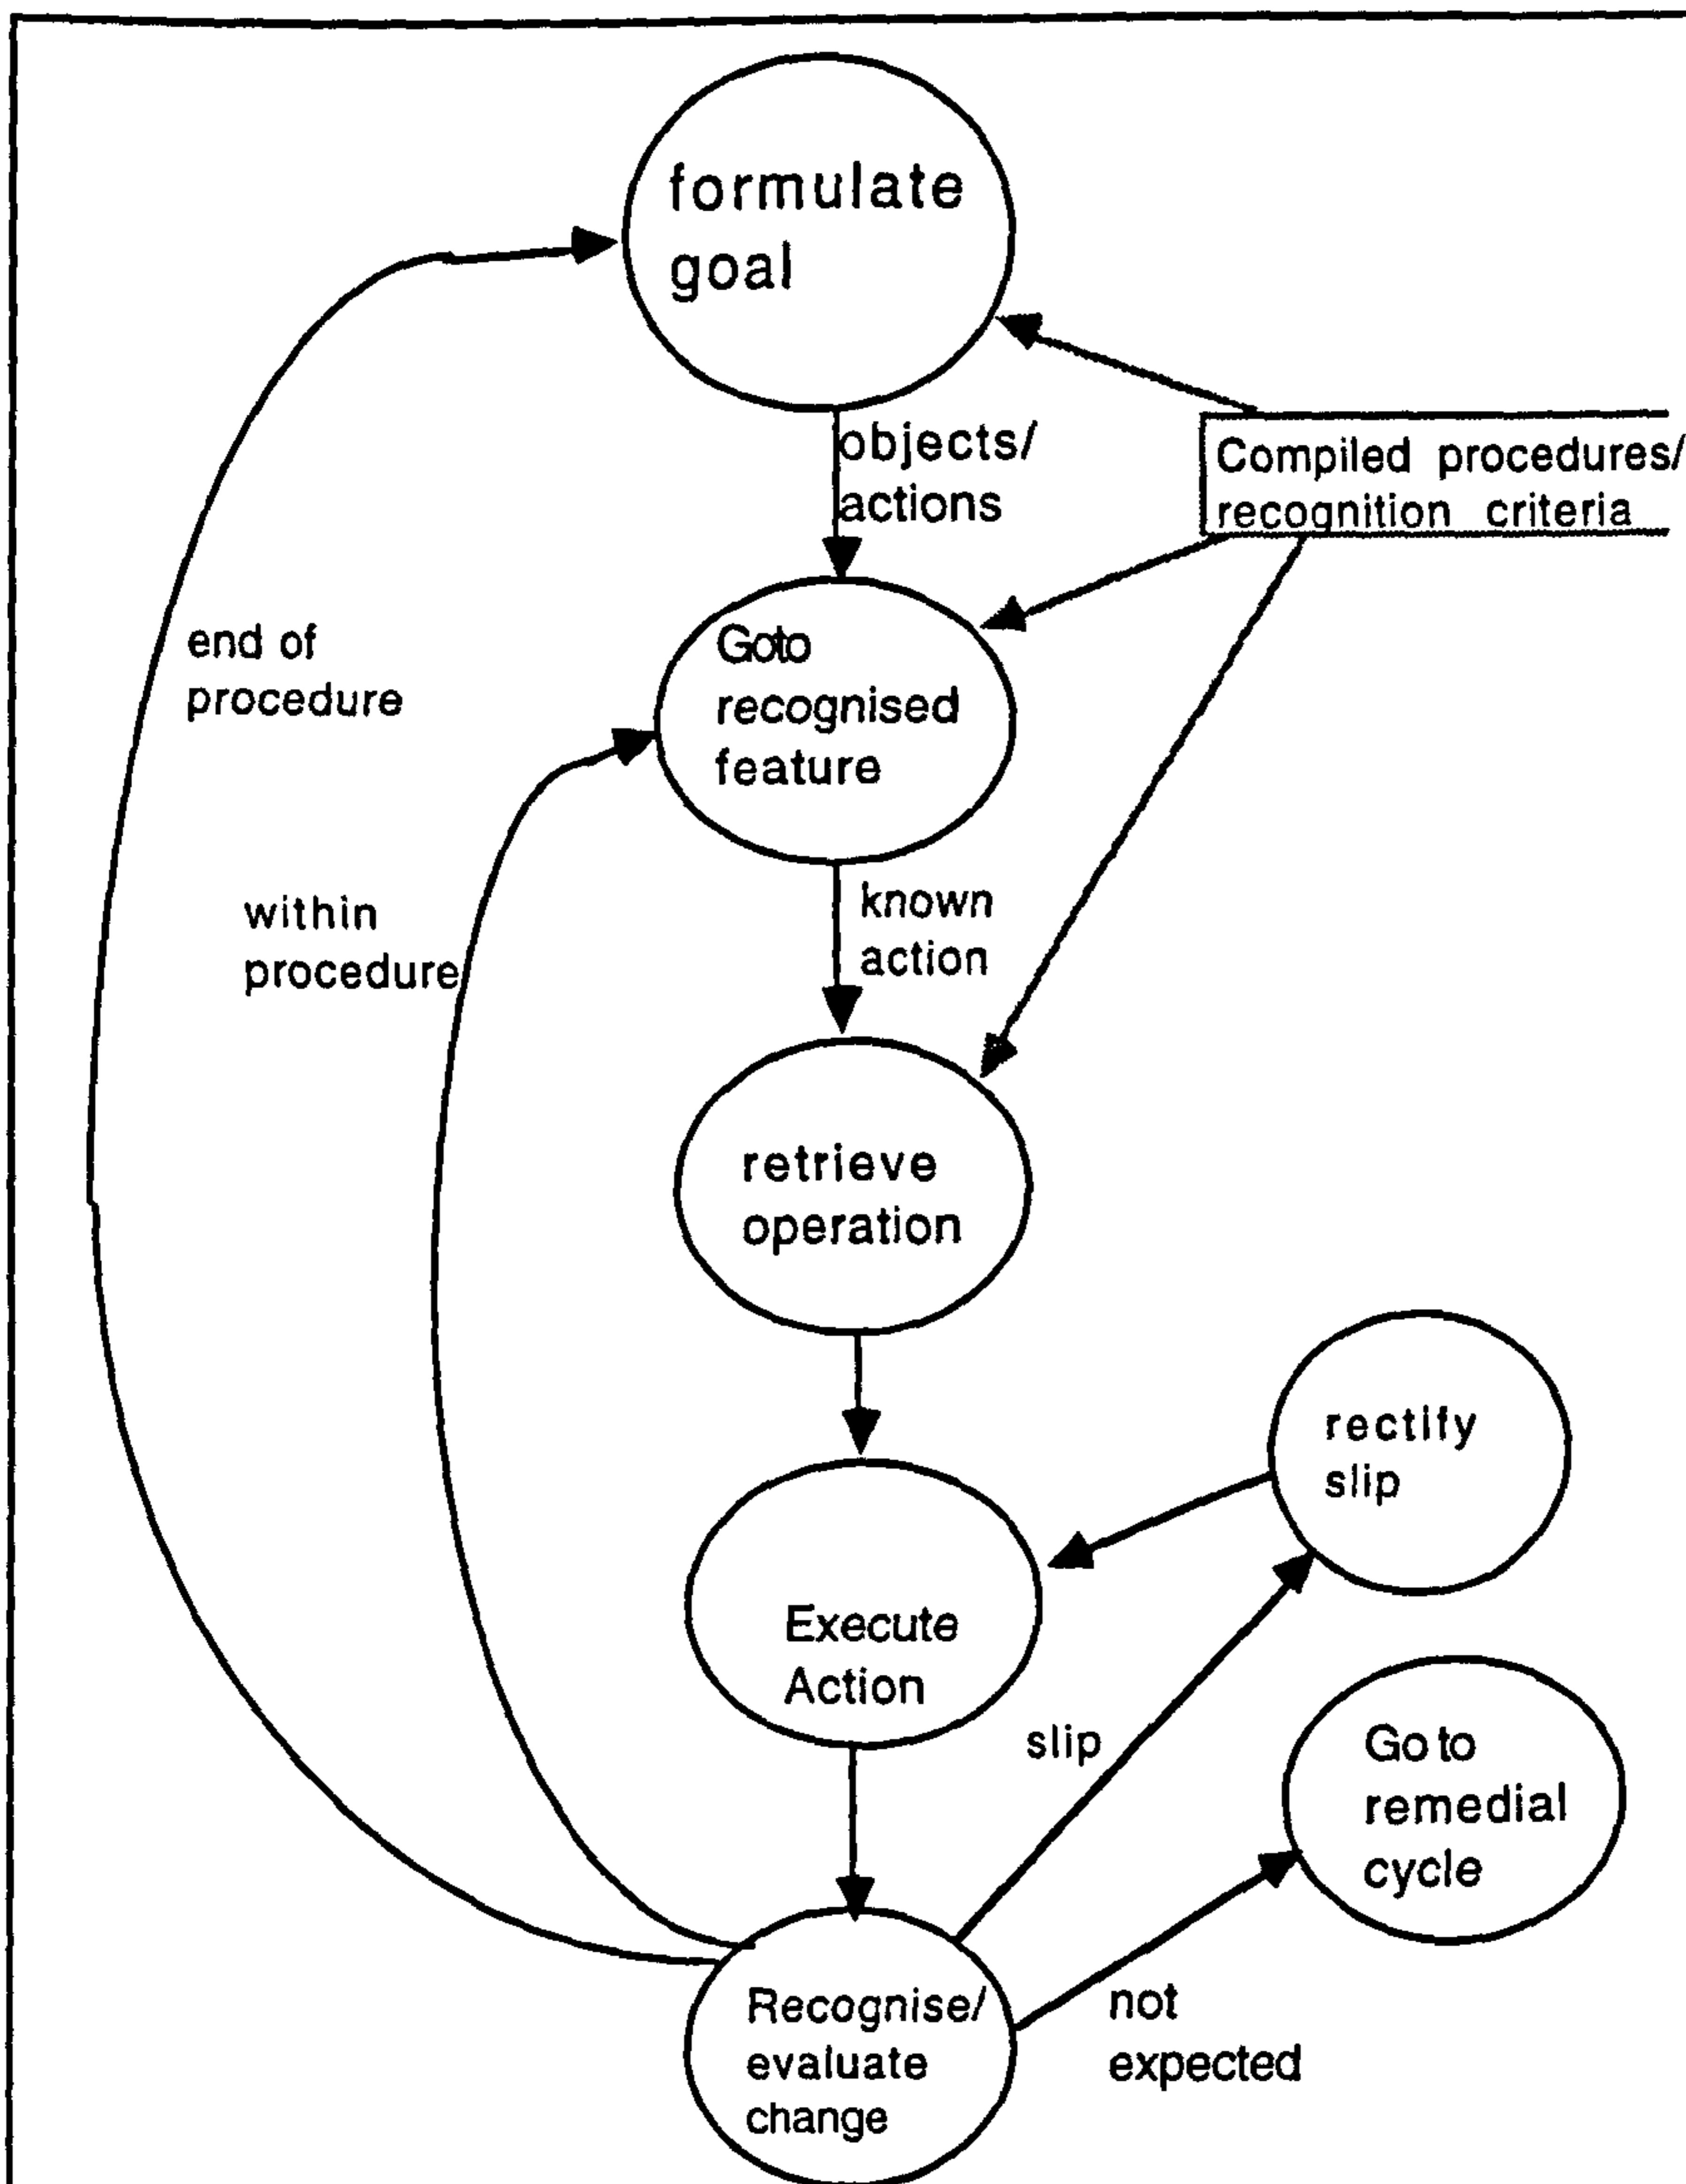 formulate
goal
objects/
actions
Compiled procedures/
recognition criteria
end of
procedure
Goto
recognised
feature
within
procedure
known
action
retrieve
operation
rectify
slip
Execute
Action
slip
Go to
remedial
cycle
Recognise/
evaluate
change
not
expected